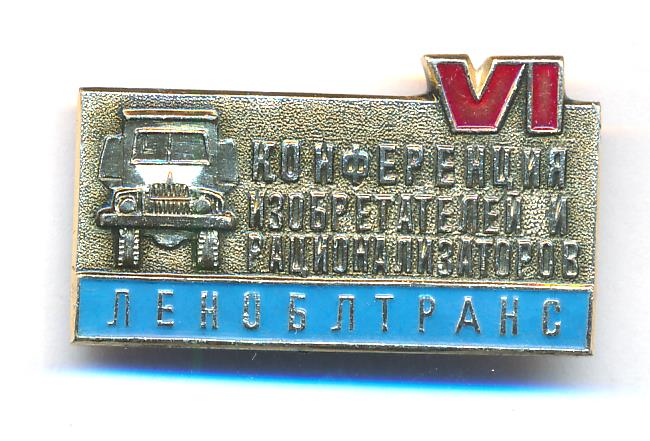 VI
КОНФЕРЕНЦИЯ
ИЗОБРЕТАТЕЛЕЙ И
РАЦИОНАЛИЗАТОРОВ
ЛЕНОБЛТРАНС